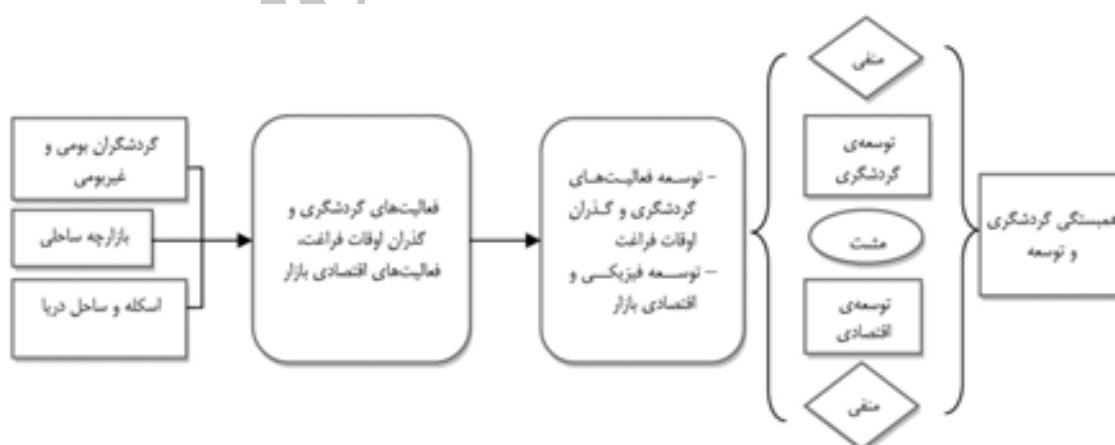 گردشگران بومی و
غیربومی
بازارچه ساحلی
اسکله و ساحل دریا
فعالیت‌های گردشگری و
گذران اوقات فراغت،
فعالیت‌های اقتصادی بازار
- توسعه فعالیت‌های
گردشگری و گذران
اوقات فراغت
- توسعه فیزیکی و
اقتصادی بازار
منفی
توسعه‌ی
گردشگری
مثبت
توسعه‌ی
اقتصادی
منفی
همبستگی گردشگری
و توسعه